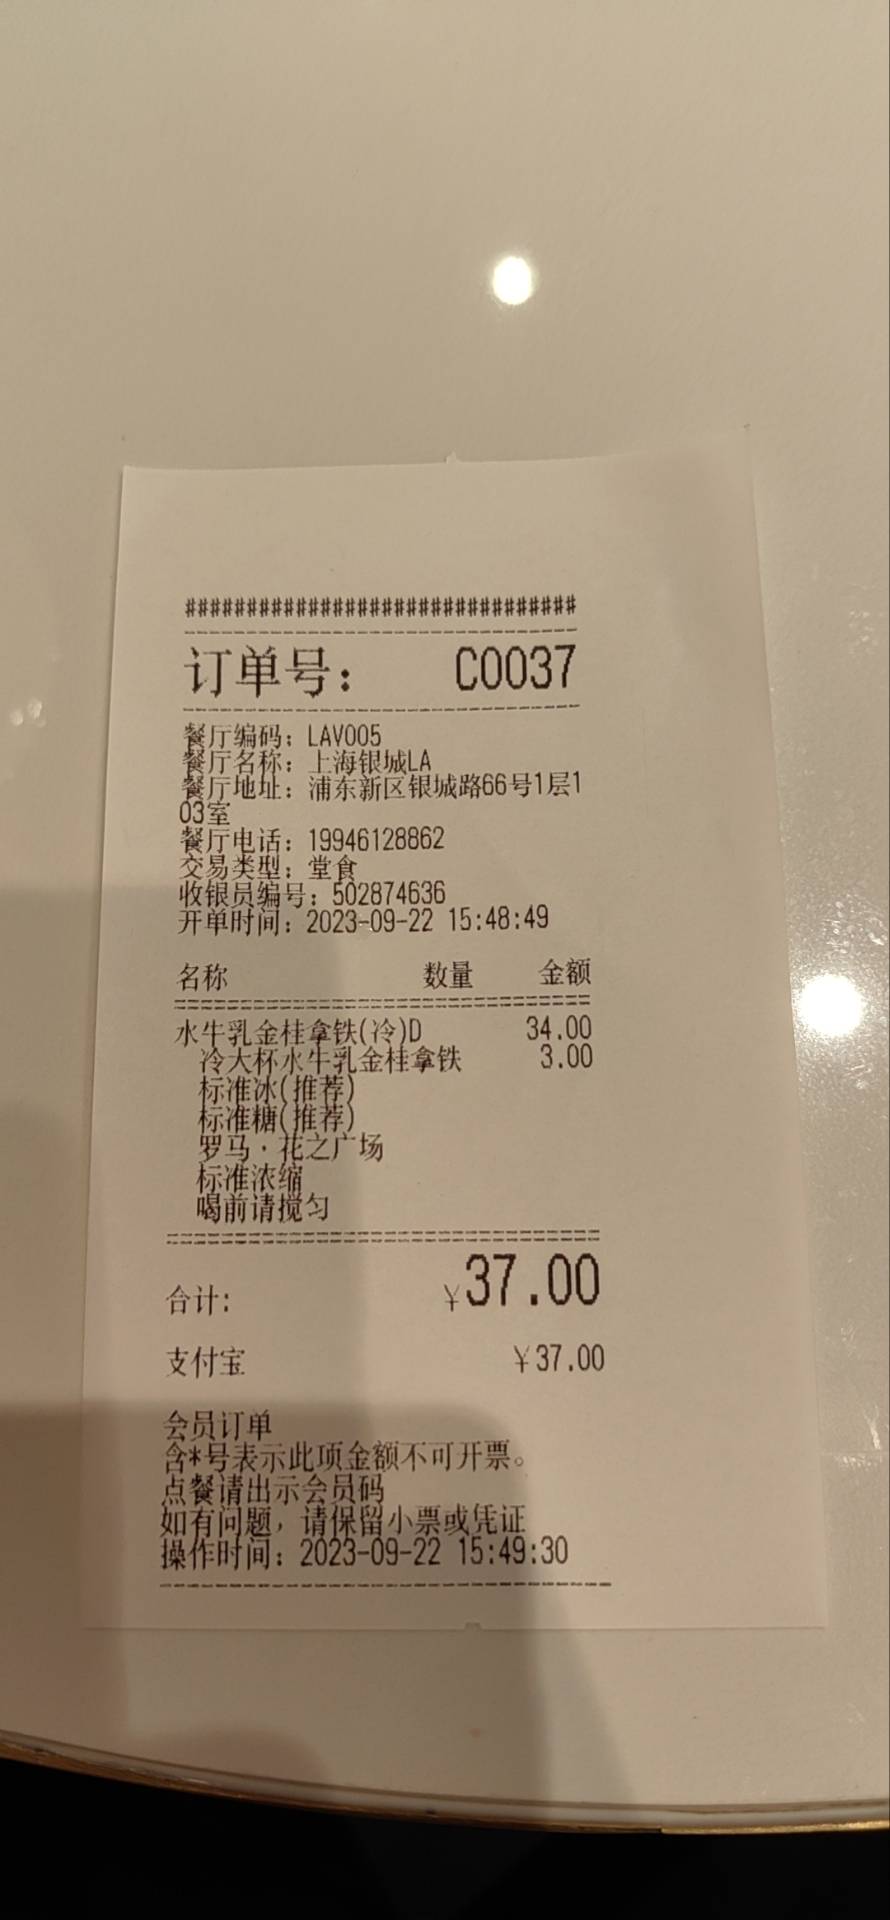 ################################
订单号： C0037
餐厅编码：LAV005
餐厅名称：上海银城LA
餐厅地址：浦东新区银城路66号1层1
03室
餐厅电话：19946128862
交易类型：堂食
收银员编号：502874636
开单时间：2023-09-22 15:48:49
名称 数量 金额
水牛乳金桂拿铁(冷)D 34.00
冷大杯水牛乳金桂拿铁 3.00
标准冰(推荐)
标准糖(推荐)
罗马·花之广场
标准浓缩
喝前请搅匀
合计： ￥37.00
支付宝 ￥37.00
会员订单
含*号表示此项金额不可开票。
点餐请出示会员码
如有问题，请保留小票或凭证
操作时间：2023-09-22 15:49:30